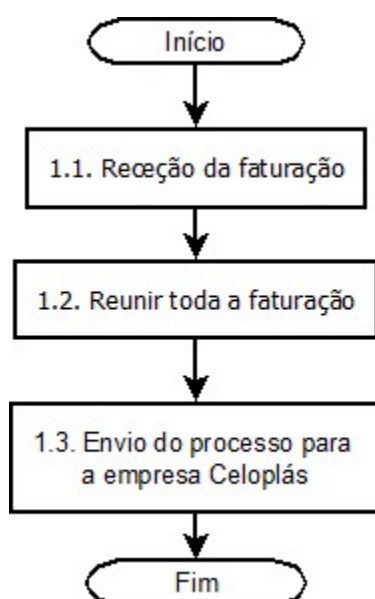 Início
1.1. Receção da faturação
1.2. Reunir toda a faturação
1.3. Envio do processo para
a empresa Celoplás
Fim